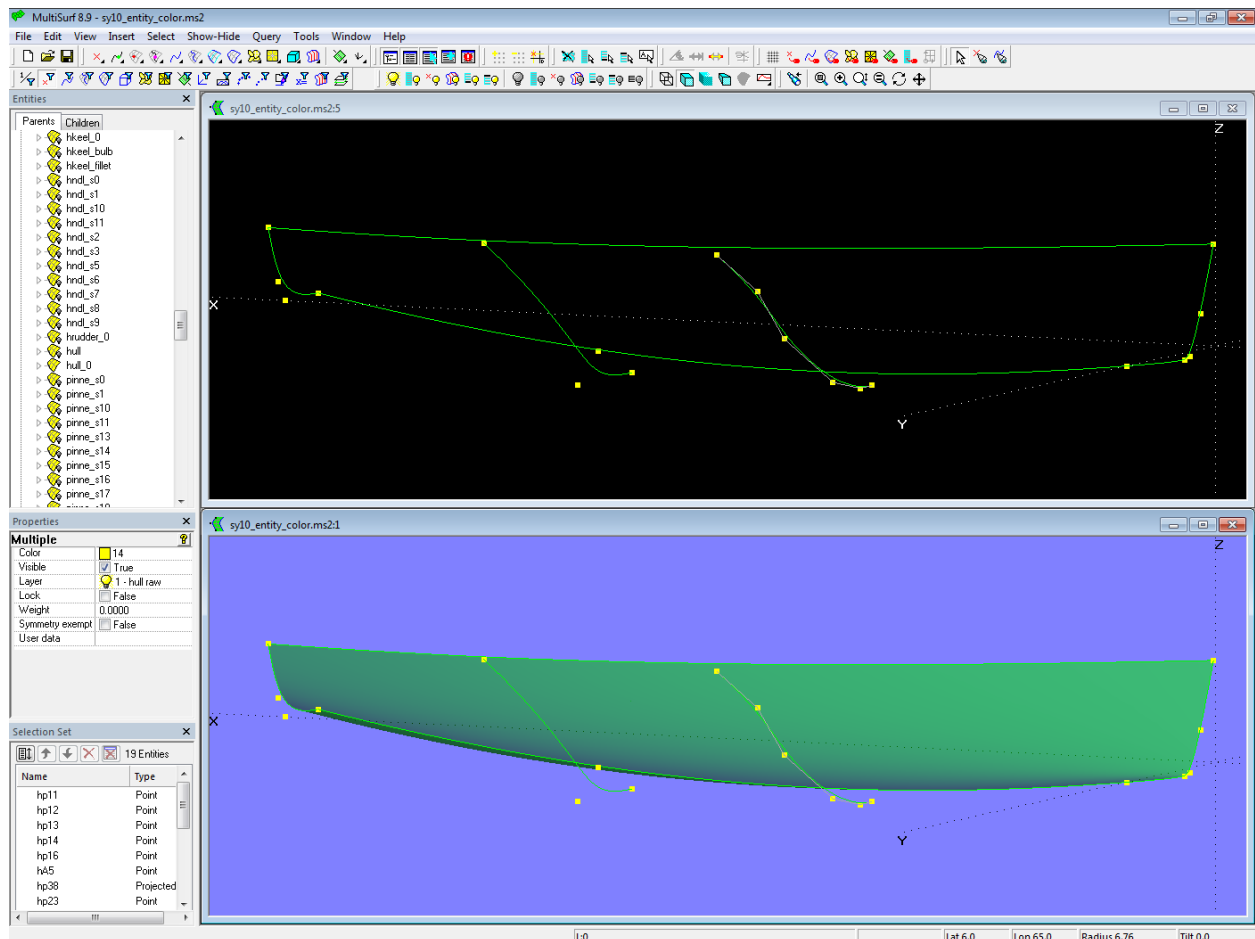 MultiSurf 8.9 - sy10_entity_color.ms2
File Edit View Insert Select Show-Hide Query Tools Window Help
Entities
Parents Children
hkeel_0
hkeel_bulb
hkeel_fillet
hndl_s0
hndl_s1
hndl_s10
hndl_s11
hndl_s2
hndl_s3
hndl_s5
hndl_s6
hndl_s7
hndl_s8
hndl_s9
hrudder_0
hull
hull_0
pinne_s0
pinne_s1
pinne_s10
pinne_s11
pinne_s13
pinne_s14
pinne_s15
pinne_s16
pinne_s17
sy10_entity_color.ms2:5
Z
X
Y
Properties
Multiple
Color 14
Visible True
Layer 1 - hull raw
Lock False
Weight 0.0000
Symmetry exempt False
User data
Selection Set
19 Entities
Name Type
hp11 Point
hp12 Point
hp13 Point
hp14 Point
hp16 Point
hA5 Point
hp38 Projected
hp23 Point
sy10_entity_color.ms2:1
Z
X
Y
Lat 6.0 Lon 65.0 Radius 6.76 Tilt 0.0